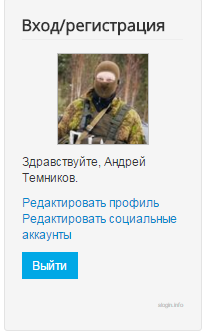 Вход/регистрация
Здравствуйте, Андрей
Темников.
Редактировать профиль
Редактировать социальные
аккаунты
Выйти
ulogin.info